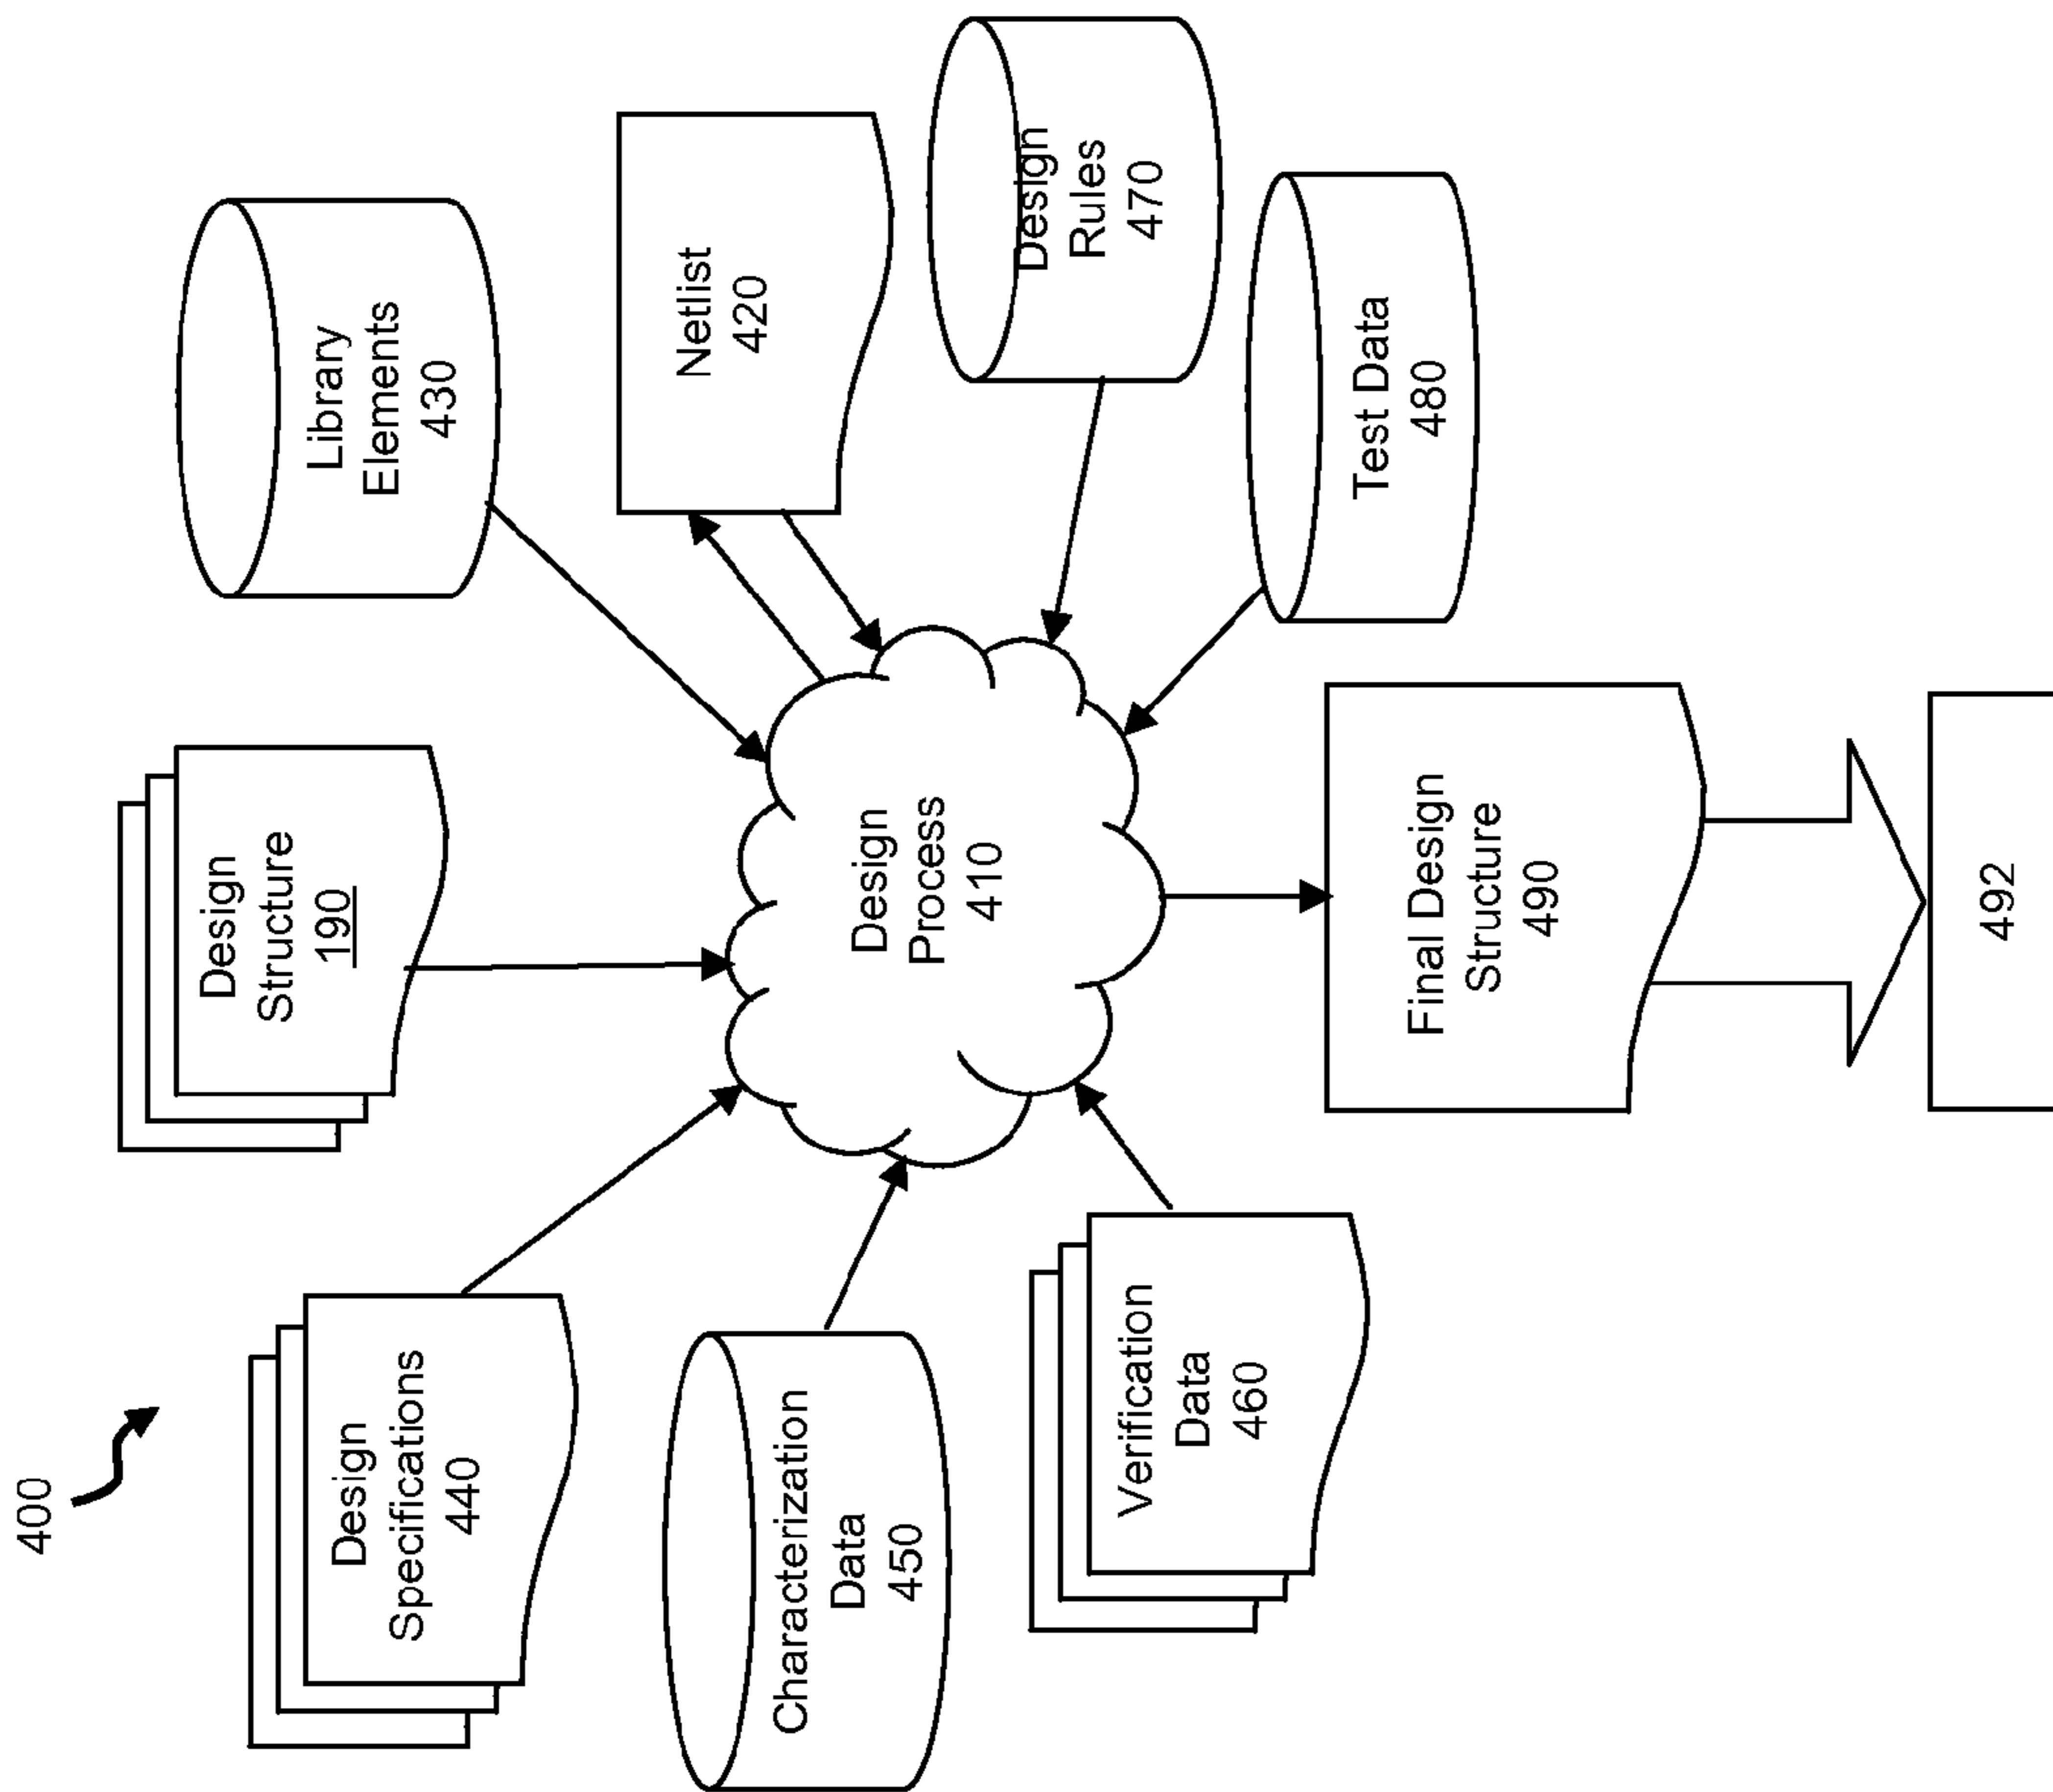 400
Design
Structure
190
Design
Specifications
440
Library
Elements
430
Characterization
Data
450
Design
Process
410
Netlist
420
Verification
Data
460
Design
Rules
470
Test Data
480
Final Design
Structure
490
492